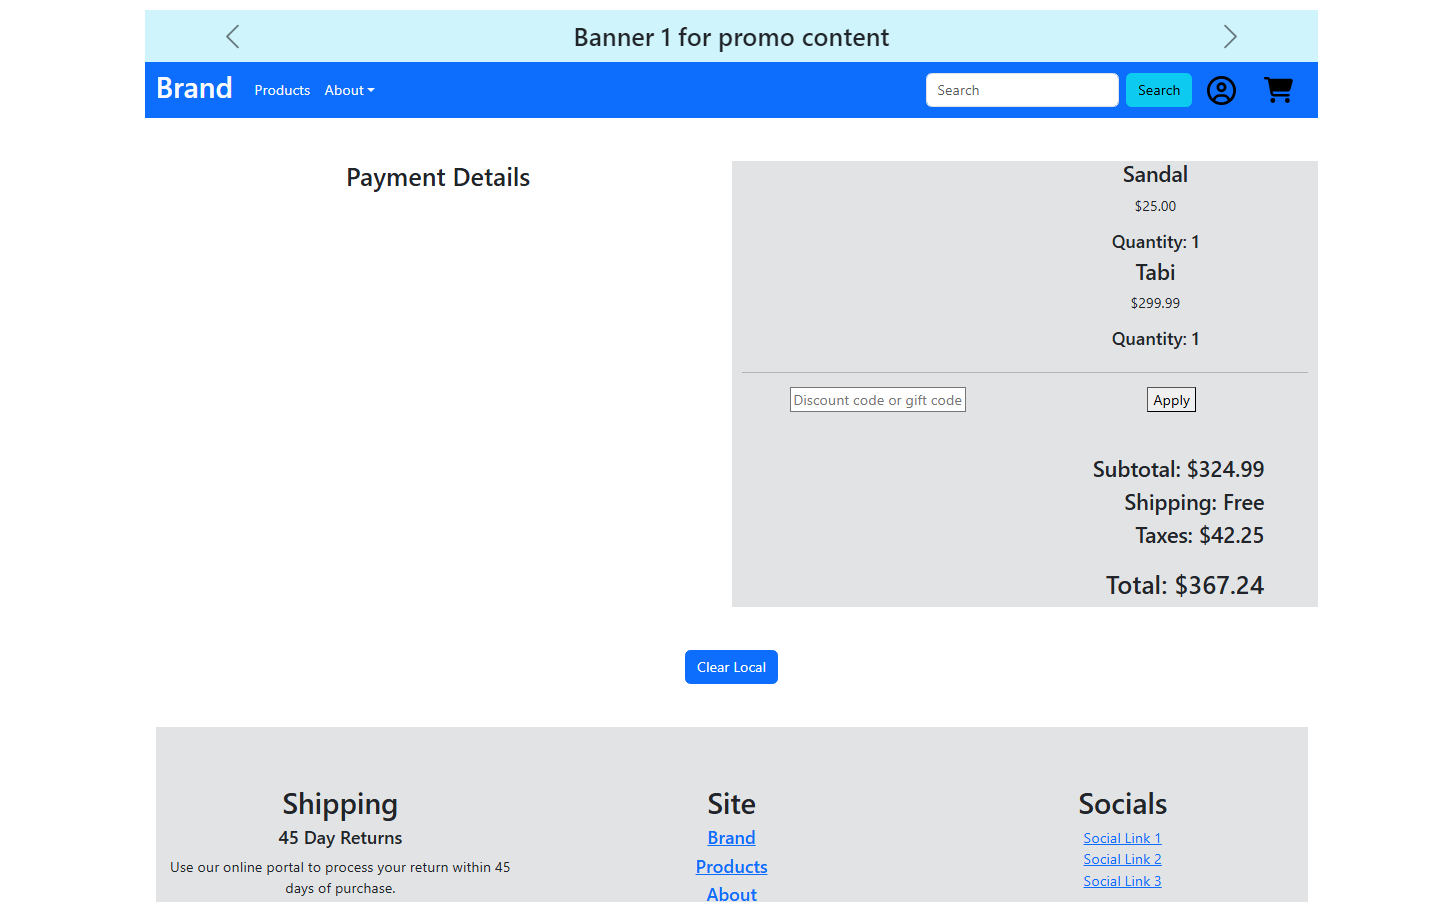 Banner 1 for promo content
Brand Products About Search Search
Payment Details
Sandal
$25.00
Quantity: 1
Tabi
$299.99
Quantity: 1
Discount code or gift code Apply
Subtotal: $324.99
Shipping: Free
Taxes: $42.25
Total: $367.24
Clear Local
Shipping
45 Day Returns
Use our online portal to process your return within 45
days of purchase.
Site
Brand
Products
About
Socials
Social Link 1
Social Link 2
Social Link 3